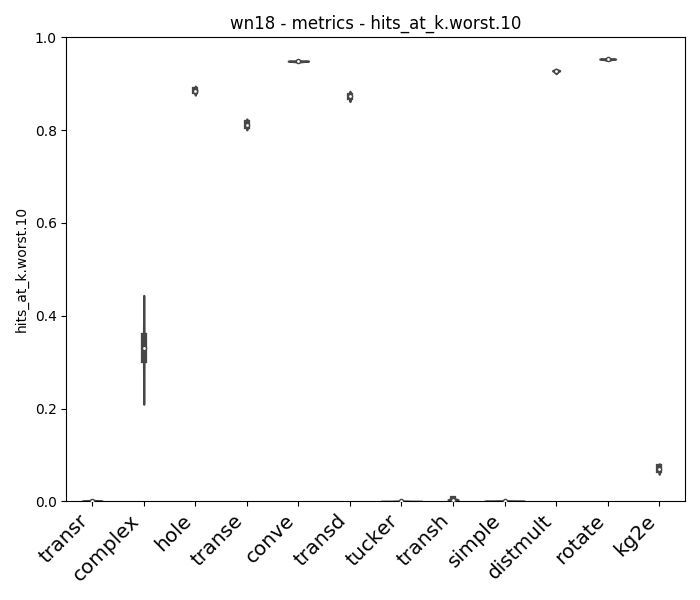 wn18 - metrics - hits_at_k.worst.10
hits_at_k.worst.10
1.0
0.8
0.6
0.4
0.2
0.0
transr
complex
hole
transe
conve
transd
tucker
transh
simple
distmult
rotate
kg2e